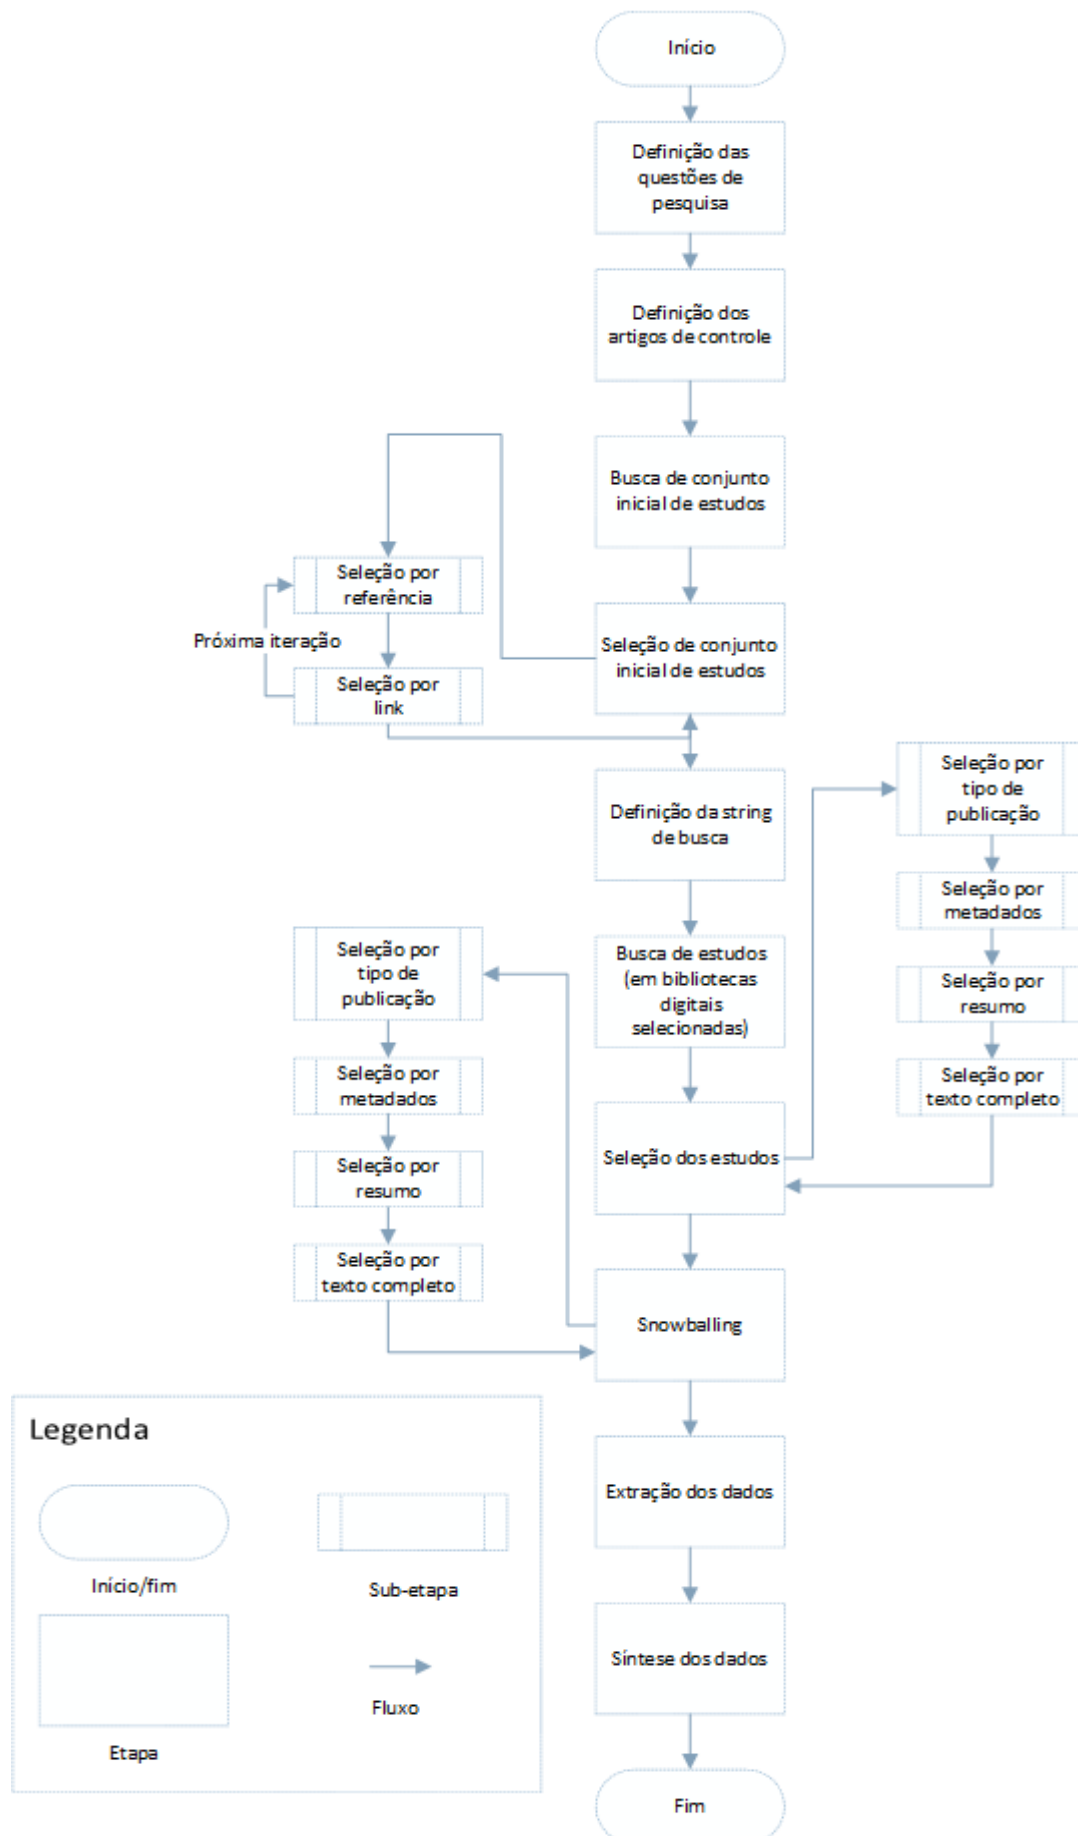 Início
Definição das
questões de
pesquisa
Definição dos
artigos de controle
Busca de conjunto
inicial de estudos
Seleção de conjunto
inicial de estudos
Seleção por
referência
Próxima iteração
Seleção por
link
Definição da string
de busca
Busca de estudos
(em bibliotecas
digitais
selecionadas)
Seleção dos estudos
Seleção por
tipo de
publicação
Seleção por
metadados
Seleção por
resumo
Seleção por
texto completo
Snowballing
Seleção por
tipo de
publicação
Seleção por
metadados
Seleção por
resumo
Seleção por
texto completo
Extração dos dados
Síntese dos dados
Fim
Legenda
Início/fim
Sub-etapa
Etapa
Fluxo